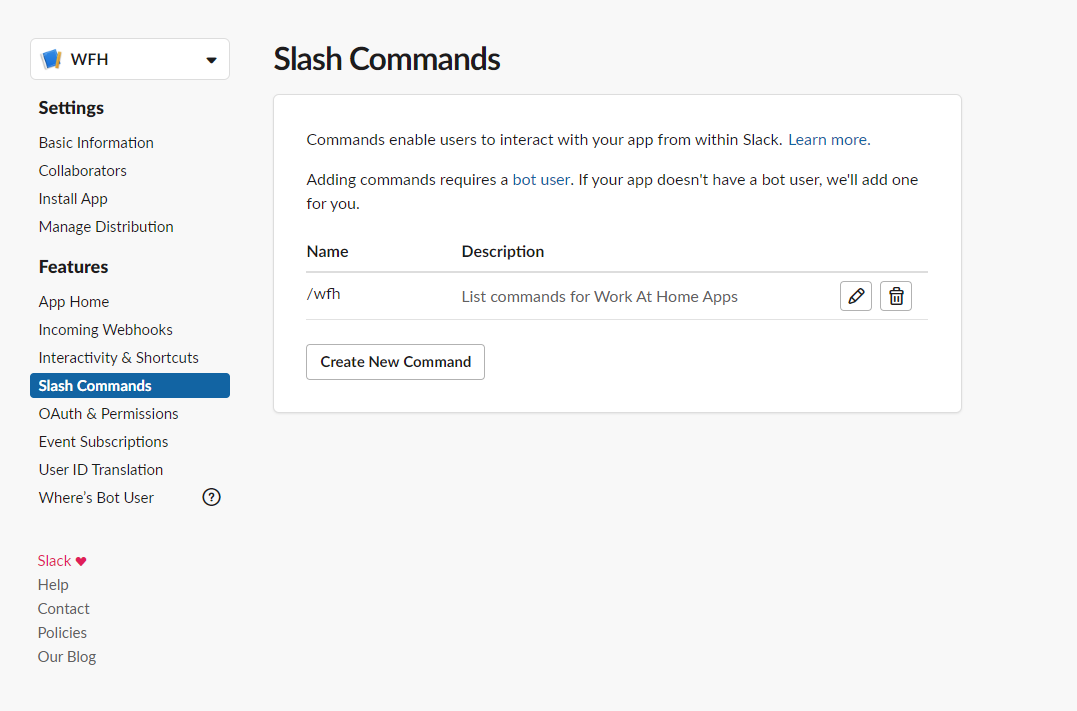 WFH
Settings
Basic Information
Collaborators
Install App
Manage Distribution
Features
App Home
Incoming Webhooks
Interactivity & Shortcuts
Slash Commands
OAuth & Permissions
Event Subscriptions
User ID Translation
Where's Bot User
?
Slack ♥
Help
Contact
Policies
Our Blog
Slash Commands
Commands enable users to interact with your app from within Slack. Learn more.
Adding commands requires a bot user. If your app doesn't have a bot user, we'll add one
for you.
Name Description
/wfh List commands for Work At Home Apps
Create New Command